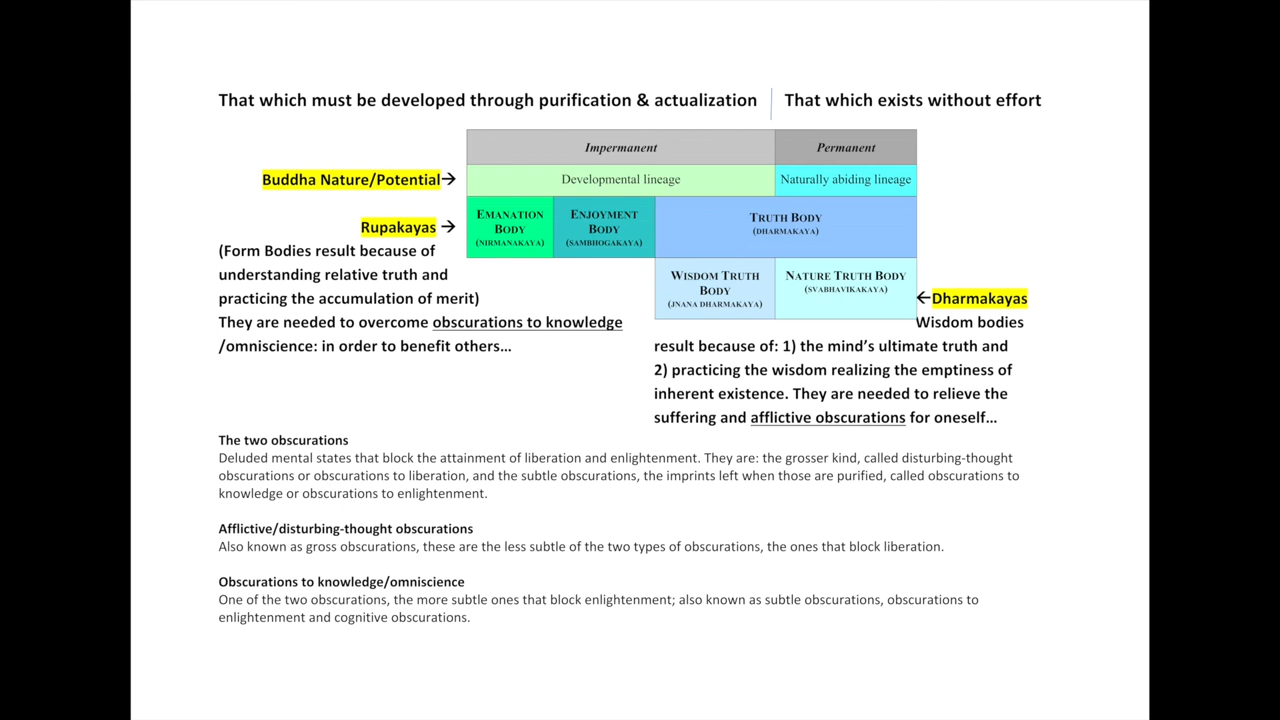 That which must be developed through purification & actualization
That which exists without effort
Impermanent
Permanent
Buddha Nature/Potential→
Developmental lineage
Naturally abiding lineage
Rupakayas →
EMANATION
BODY
(NIRMANAKAYA)
ENJOYMENT
BODY
(SAMBHOGAKAYA)
TRUTH BODY
(DHARMAKAYA)
(Form Bodies result because of
understanding relative truth and
practicing the accumulation of merit)
They are needed to overcome obscurations to knowledge
/omniscience: in order to benefit others…
WISDOM TRUTH
BODY
(JNANA DHARMAKAYA)
NATURE TRUTH BODY
(SVABHAVIKAKAYA)
←Dharmakayas
Wisdom bodies
result because of: 1) the mind’s ultimate truth and
2) practicing the wisdom realizing the emptiness of
inherent existence. They are needed to relieve the
suffering and afflictive obscurations for oneself…
The two obscurations
Deluded mental states that block the attainment of liberation and enlightenment. They are: the grosser kind, called disturbing-thought
obscurations or obscurations to liberation, and the subtle obscurations, the imprints left when those are purified, called obscurations to
knowledge or obscurations to enlightenment.
Afflictive/disturbing-thought obscurations
Also known as gross obscurations, these are the less subtle of the two types of obscurations, the ones that block liberation.
Obscurations to knowledge/omniscience
One of the two obscurations, the more subtle ones that block enlightenment; also known as subtle obscurations, obscurations to
enlightenment and cognitive obscurations.